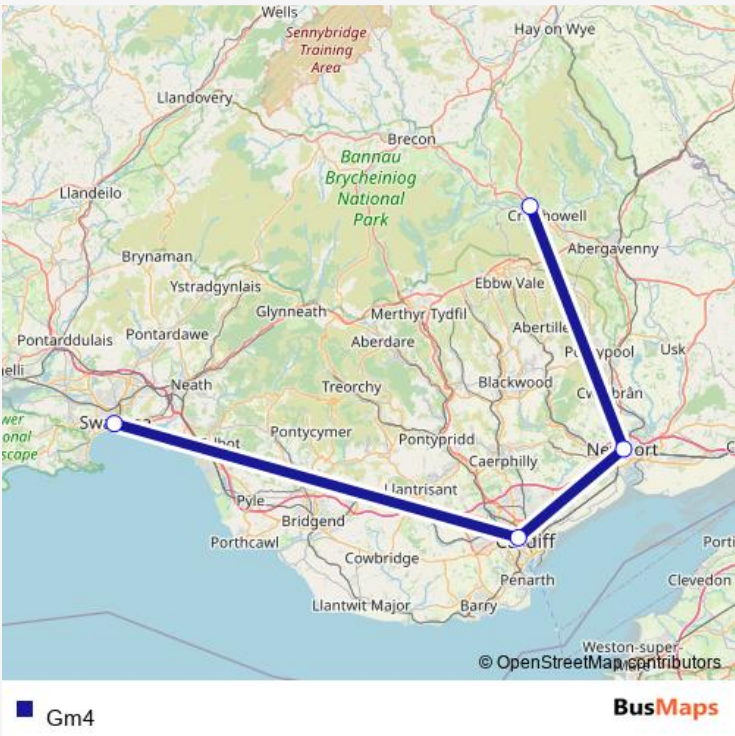 Wells
Hay on Wye
Sennybridge
Training
Area
Llandovery
Brecon
Bannau
Brycheiniog
National
Park
Llandeilo
Abergavenny
Brynaman
Ystradgynlais
Ebbw Vale
Glynneath
Merthyr Tydfil
Pontarddulais
Pontardawe
Aberdare
Usk
Neath
Treorchy
Blackwood
Pontycymer
Pontypridd
Caerphilly
Llantrisant
Pyle
Bridgend
Porthcawl
Cowbridge
Penarth
Clevedon
Llantwit Major
Barry
Weston-super-
© OpenStreetMap contributors
Gm4
BusMaps